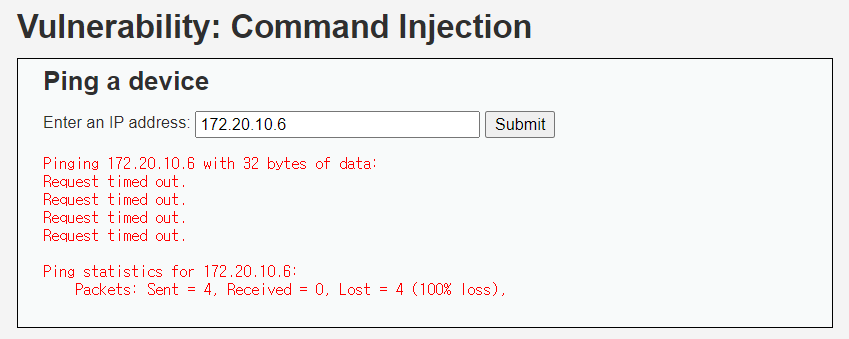 Vulnerability: Command Injection
Ping a device
Enter an IP address: 172.20.10.6 Submit
Pinging 172.20.10.6 with 32 bytes of data:
Request timed out.
Request timed out.
Request timed out.
Request timed out.
Ping statistics for 172.20.10.6:
Packets: Sent = 4, Received = 0, Lost = 4 (100% loss),